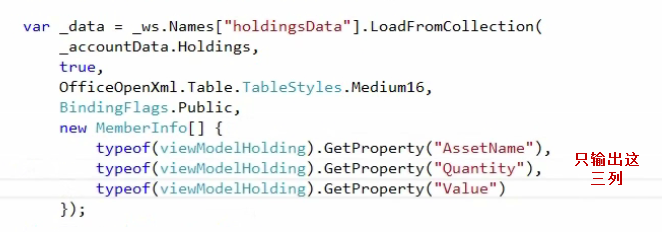 var _data = _ws.Names["holdingsData"].LoadFromCollection(
    _accountData.Holdings,
    true,
    OfficeOpenXml.Table.TableStyles.Medium16,
    BindingFlags.Public,
    new MemberInfo[] {
        typeof(viewModelHolding).GetProperty("AssetName"),
        typeof(viewModelHolding).GetProperty("Quantity"),
        typeof(viewModelHolding).GetProperty("Value")
    });
只输出这
三列